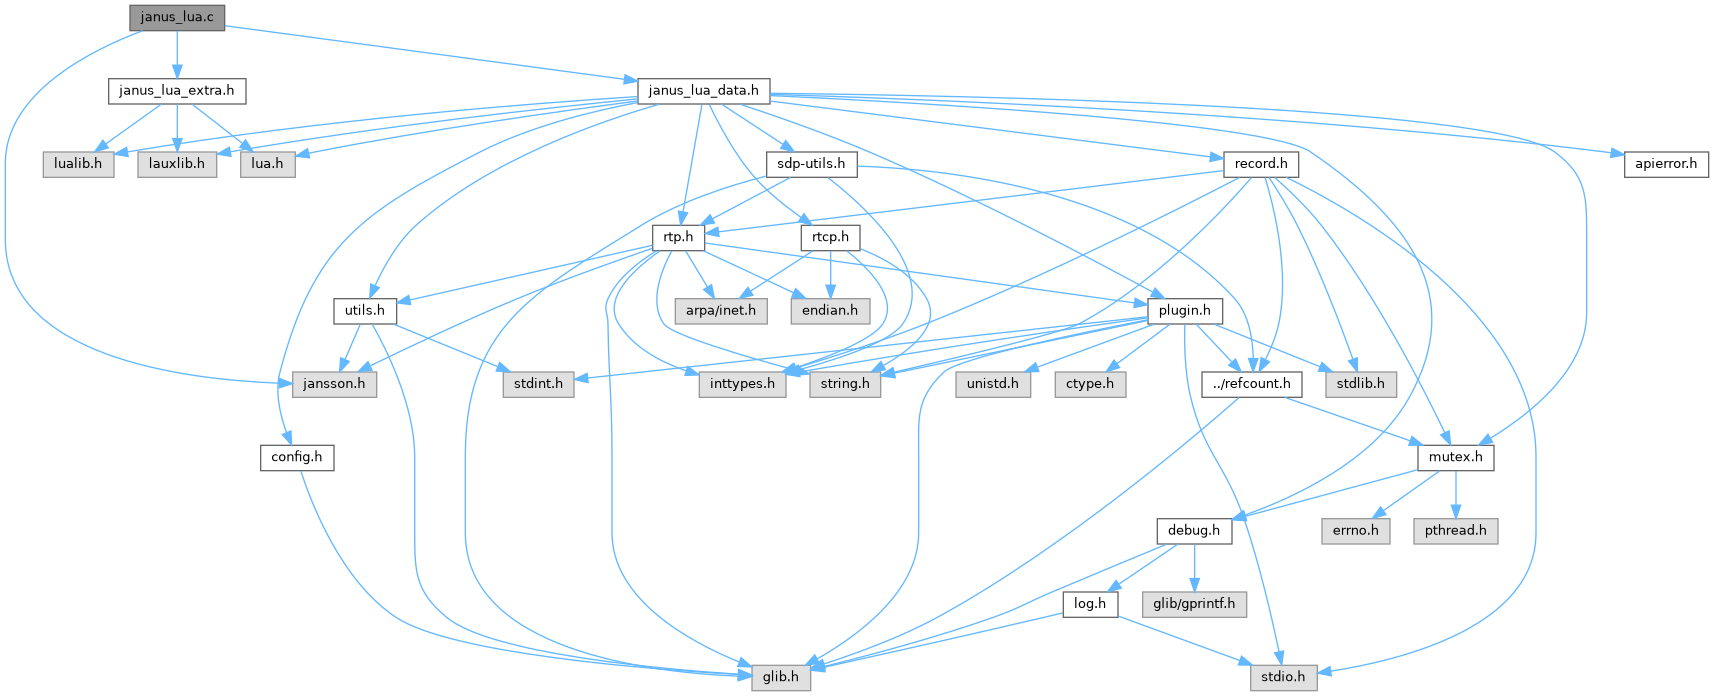 janus_lua.c
janus_lua_extra.h
janus_lua_data.h
lualib.h
lauxlib.h
lua.h
sdp-utils.h
record.h
apierror.h
rtp.h
rtcp.h
utils.h
arpa/inet.h
endian.h
plugin.h
jansson.h
stdint.h
inttypes.h
string.h
unistd.h
ctype.h
../refcount.h
stdlib.h
config.h
mutex.h
debug.h
errno.h
pthread.h
log.h
glib/gprintf.h
glib.h
stdio.h